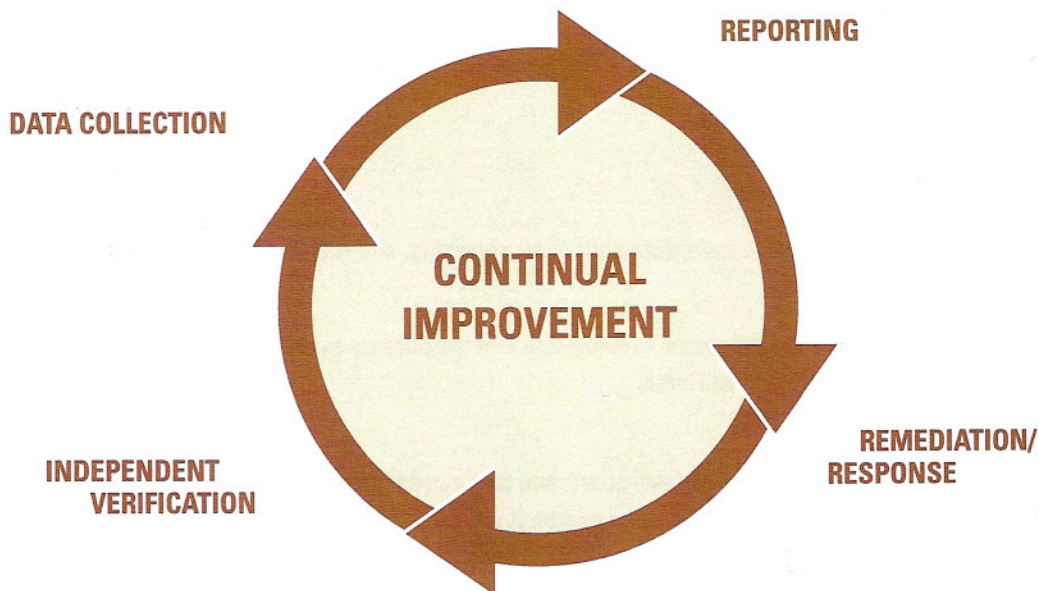 REPORTING
DATA COLLECTION
CONTINUAL
IMPROVEMENT
REMEDIATION/
RESPONSE
INDEPENDENT
VERIFICATION